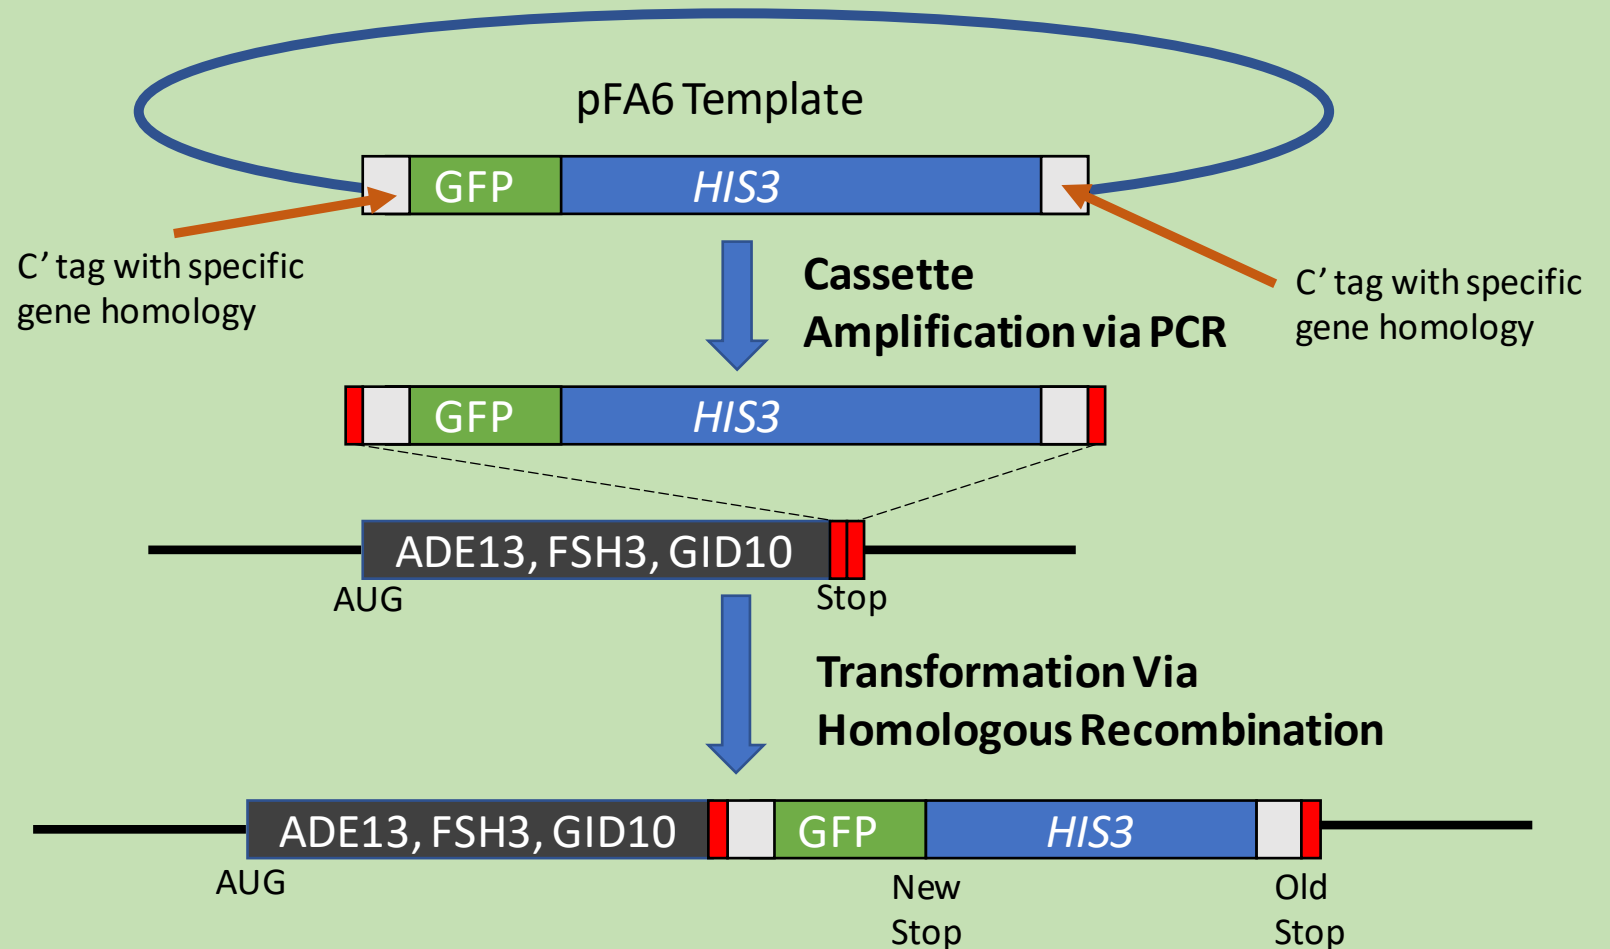 pFA6 Template
GFP
HIS3
C’ tag with specific
gene homology
Cassette
Amplification via PCR
C’ tag with specific
gene homology
GFP
HIS3
ADE13, FSH3, GID10
AUG
Stop
Transformation Via
Homologous Recombination
ADE13, FSH3, GID10
GFP
HIS3
AUG
New
Stop
Old
Stop